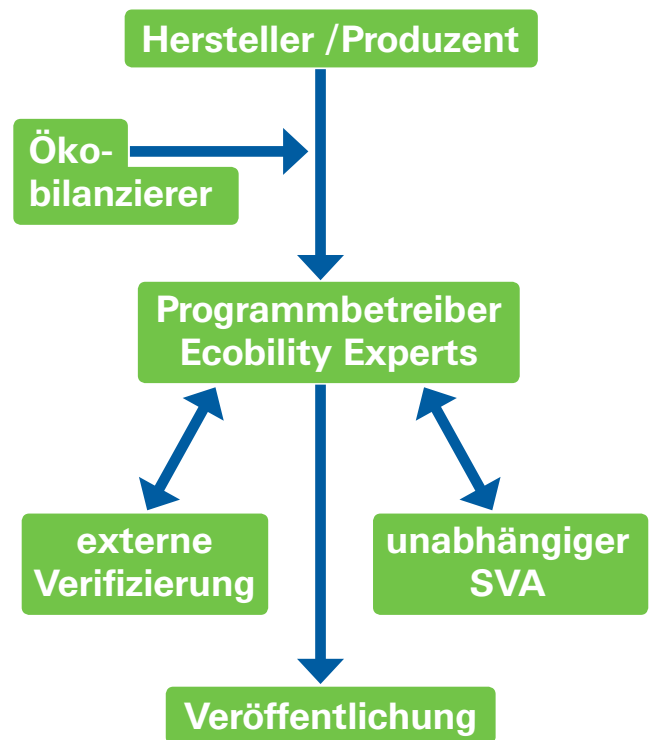 Hersteller /Produzent
Öko-
bilanzierer
Programmbetreiber
Ecobility Experts
externe
Verifizierung
unabhängiger
SVA
Veröffentlichung